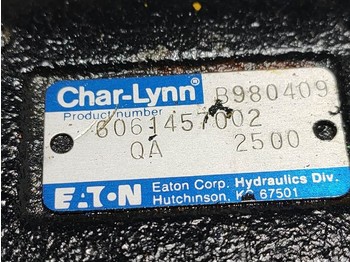 Char-Lynn® B980409
Product number
6061457002
QA 2500
EATON Eaton Corp. Hydraulics Div.
Hutchinson, KS 67501